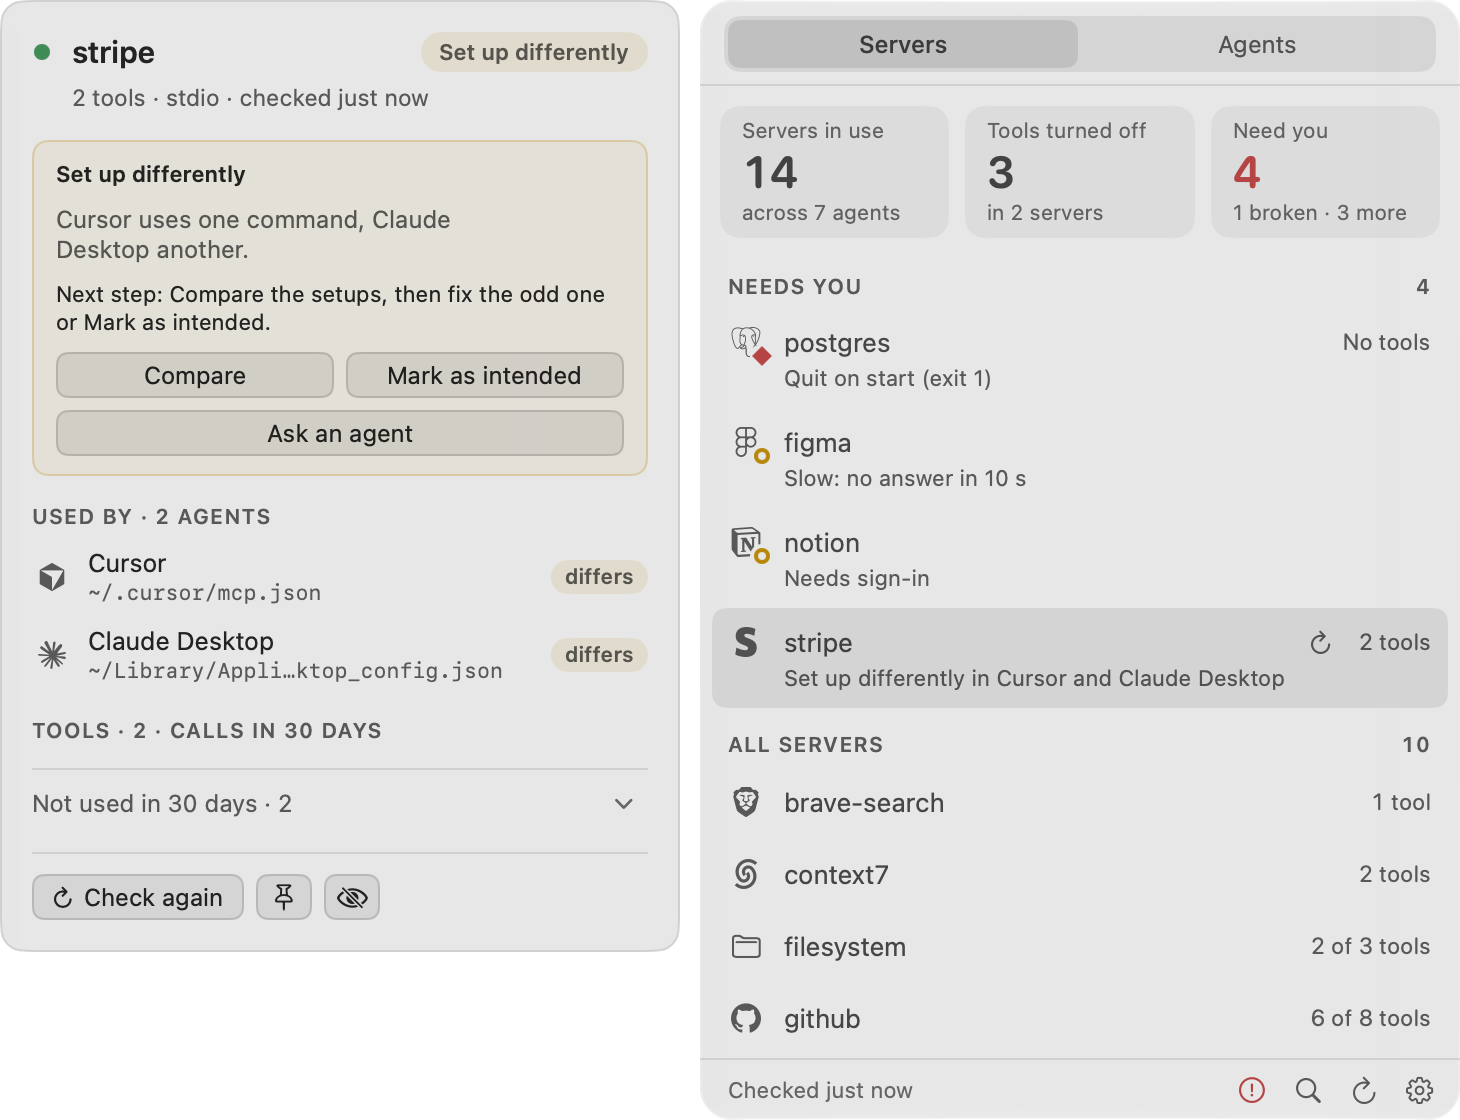 stripe
Set up differently
2 tools · stdio · checked just now
Set up differently
Cursor uses one command, Claude
Desktop another.
Next step: Compare the setups, then fix the odd one
or Mark as intended.
Compare
Mark as intended
Ask an agent
USED BY · 2 AGENTS
Cursor
differs
~/.cursor/mcp.json
Claude Desktop
differs
~/Library/Appli…ktop_config.json
TOOLS · 2 · CALLS IN 30 DAYS
Not used in 30 days · 2
Check again
Servers
Agents
Servers in use
14
across 7 agents
Tools turned off
3
in 2 servers
Need you
4
1 broken · 3 more
NEEDS YOU
4
postgres
No tools
Quit on start (exit 1)
figma
Slow: no answer in 10 s
notion
Needs sign-in
stripe
2 tools
Set up differently in Cursor and Claude Desktop
ALL SERVERS
10
brave-search
1 tool
context7
2 tools
filesystem
2 of 3 tools
github
6 of 8 tools
Checked just now